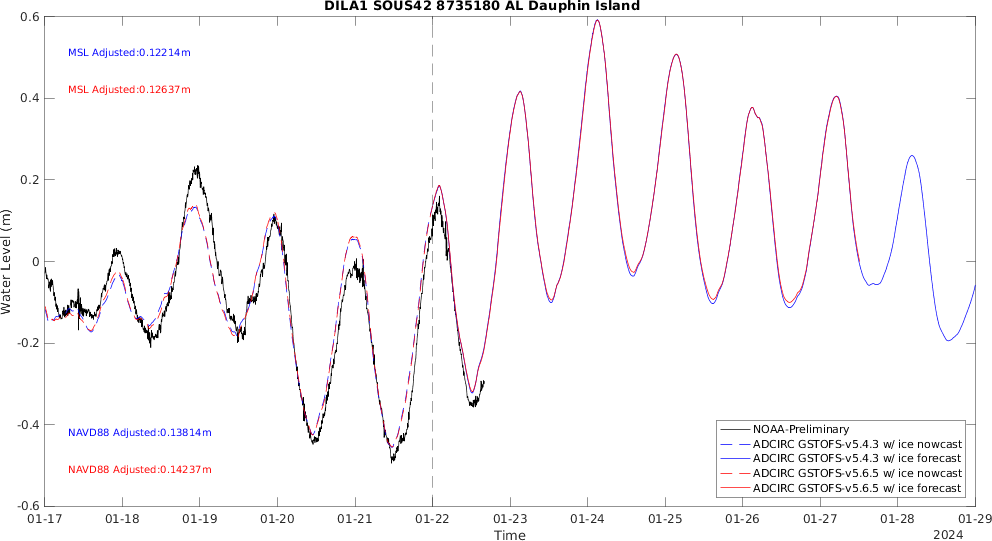 DILA1 SOUS42 8735180 AL Dauphin Island
MSL Adjusted:0.12214m
MSL Adjusted:0.12637m
NAVD88 Adjusted:0.13814m
NAVD88 Adjusted:0.14237m
Water Level (m)
0.6
0.4
0.2
0
-0.2
-0.4
-0.6
NOAA-Preliminary
ADCIRC GSTOFS-v5.4.3 w/ ice nowcast
ADCIRC GSTOFS-v5.4.3 w/ ice forecast
ADCIRC GSTOFS-v5.6.5 w/ ice nowcast
ADCIRC GSTOFS-v5.6.5 w/ ice forecast
01-17 01-18 01-19 01-20 01-21 01-22 01-23 01-24 01-25 01-26 01-27 01-28 01-29
Time
2024